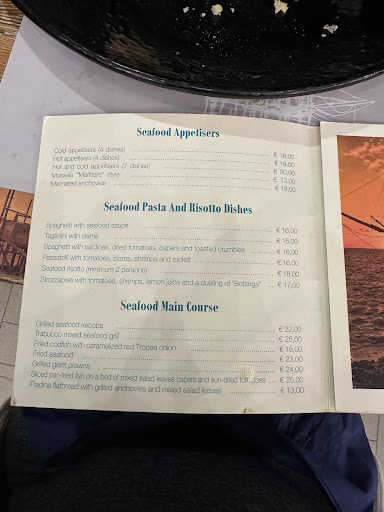 Seafood Appetisers
Cold appetisers (4 dishes) € 18,00
Hot appetisers (4 dishes) € 19,00
Hot and cold appetisers (7 dishes) € 30,00
Mussels "Marinara" style € 13,00
Marinated anchovies € 13,00
Seafood Pasta And Risotto Dishes
Spaghetti with seafood sauce € 16,00
Tagliolini with clams € 15,00
Spaghetti with sardines, dried tomatoes, capers and toasted crumbles € 16,00
Passatelli with tomatoes, clams, shrimps and rocket € 16,00
Seafood risotto (minimum 2 persons) € 18,00
Strozzapreti with tomatoes, shrimps, lemon juice and a dusting of "Bottarga" € 17,00
Seafood Main Course
Grilled seafood kebabs € 22,00
Trabucco mixed seafood grill € 25,00
Fried codfish with caramelized red Tropea onion € 18,00
Fried seafood € 23,00
Grilled giant prawns € 24,00
Sliced pan-fried fish on a bed of mixed salad leaves capers and sun-dried tomatoes € 25,00
Piadina flatbread with grilled anchovies and mixed salad leaves € 13,00